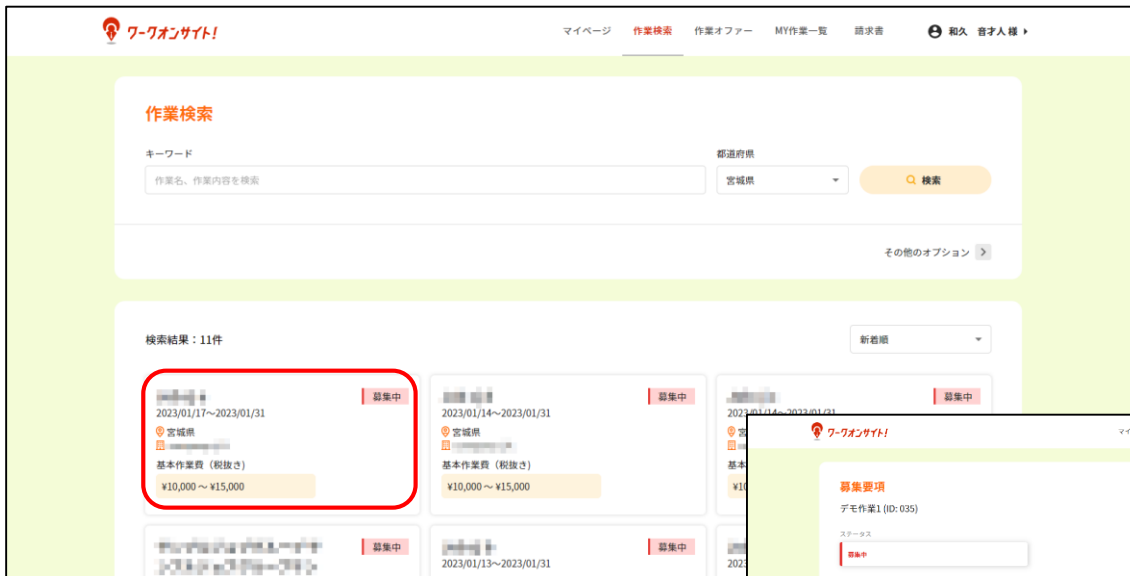 ワークオンサイト!
マイページ 作業検索 作業オファー MY作業一覧 請求書 和久 音才人 様
作業検索
キーワード 都道府県
作業名、作業内容を検索 宮城県 検索
その他のオプション
検索結果：11件 新着順
募集中 募集中 募集中
2023/01/17～2023/01/31 2023/01/14～2023/01/31 2023/01/14～2023/01/31
宮城県 宮城県
基本作業費（税抜き） 基本作業費（税抜き）
¥10,000 ～ ¥15,000 ¥10,000 ～ ¥15,000
募集中 募集中
2023/01/13～2023/01/31
ワークオンサイト!
募集要項
デモ作業1 (ID: 035)
ステータス
募集中